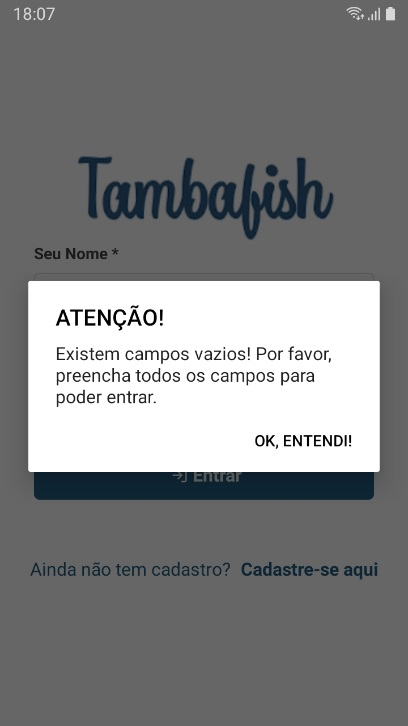 18:07
Tambafish
Seu Nome *
ATENÇÃO!
Existem campos vazios! Por favor,
preencha todos os campos para
poder entrar.
OK, ENTENDI!
Entrar
Ainda não tem cadastro? Cadastre-se aqui